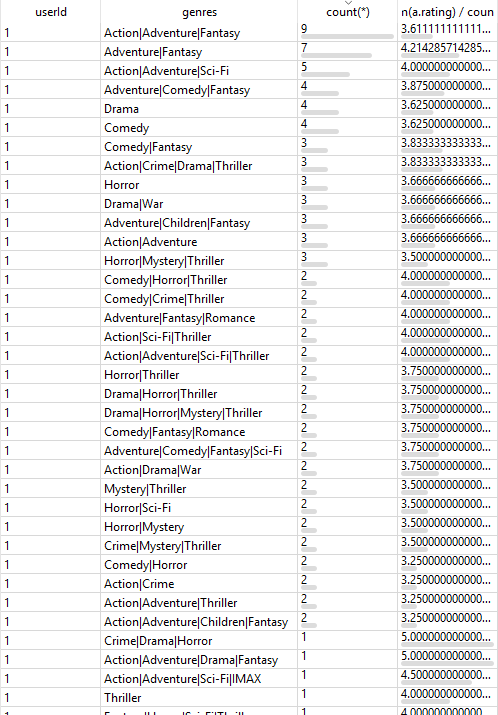 userId genres count(*) n(a.rating) / coun
1 Action|Adventure|Fantasy 9 3.611111111111...
1 Adventure|Fantasy 7 4.214285714285...
1 Action|Adventure|Sci-Fi 5 4.000000000000...
1 Adventure|Comedy|Fantasy 4 3.875000000000...
1 Drama 4 3.625000000000...
1 Comedy 4 3.625000000000...
1 Comedy|Fantasy 3 3.833333333333...
1 Action|Crime|Drama|Thriller 3 3.833333333333...
1 Horror 3 3.666666666666...
1 Drama|War 3 3.666666666666...
1 Adventure|Children|Fantasy 3 3.666666666666...
1 Action|Adventure 3 3.666666666666...
1 Horror|Mystery|Thriller 3 3.500000000000...
1 Comedy|Horror|Thriller 2 4.000000000000...
1 Comedy|Crime|Thriller 2 4.000000000000...
1 Adventure|Fantasy|Romance 2 4.000000000000...
1 Action|Sci-Fi|Thriller 2 4.000000000000...
1 Action|Adventure|Sci-Fi|Thriller 2 4.000000000000...
1 Horror|Thriller 2 3.750000000000...
1 Drama|Horror|Thriller 2 3.750000000000...
1 Drama|Horror|Mystery|Thriller 2 3.750000000000...
1 Comedy|Fantasy|Romance 2 3.750000000000...
1 Adventure|Comedy|Fantasy|Sci-Fi 2 3.750000000000...
1 Action|Drama|War 2 3.750000000000...
1 Mystery|Thriller 2 3.500000000000...
1 Horror|Sci-Fi 2 3.500000000000...
1 Horror|Mystery 2 3.500000000000...
1 Crime|Mystery|Thriller 2 3.500000000000...
1 Comedy|Horror 2 3.250000000000...
1 Action|Crime 2 3.250000000000...
1 Action|Adventure|Thriller 2 3.250000000000...
1 Action|Adventure|Children|Fantasy 2 3.250000000000...
1 Crime|Drama|Horror 1 5.000000000000...
1 Action|Adventure|Drama|Fantasy 1 5.000000000000...
1 Action|Adventure|Sci-Fi|IMAX 1 4.500000000000...
1 Thriller 1 4.000000000000...
1 4.000000000000...